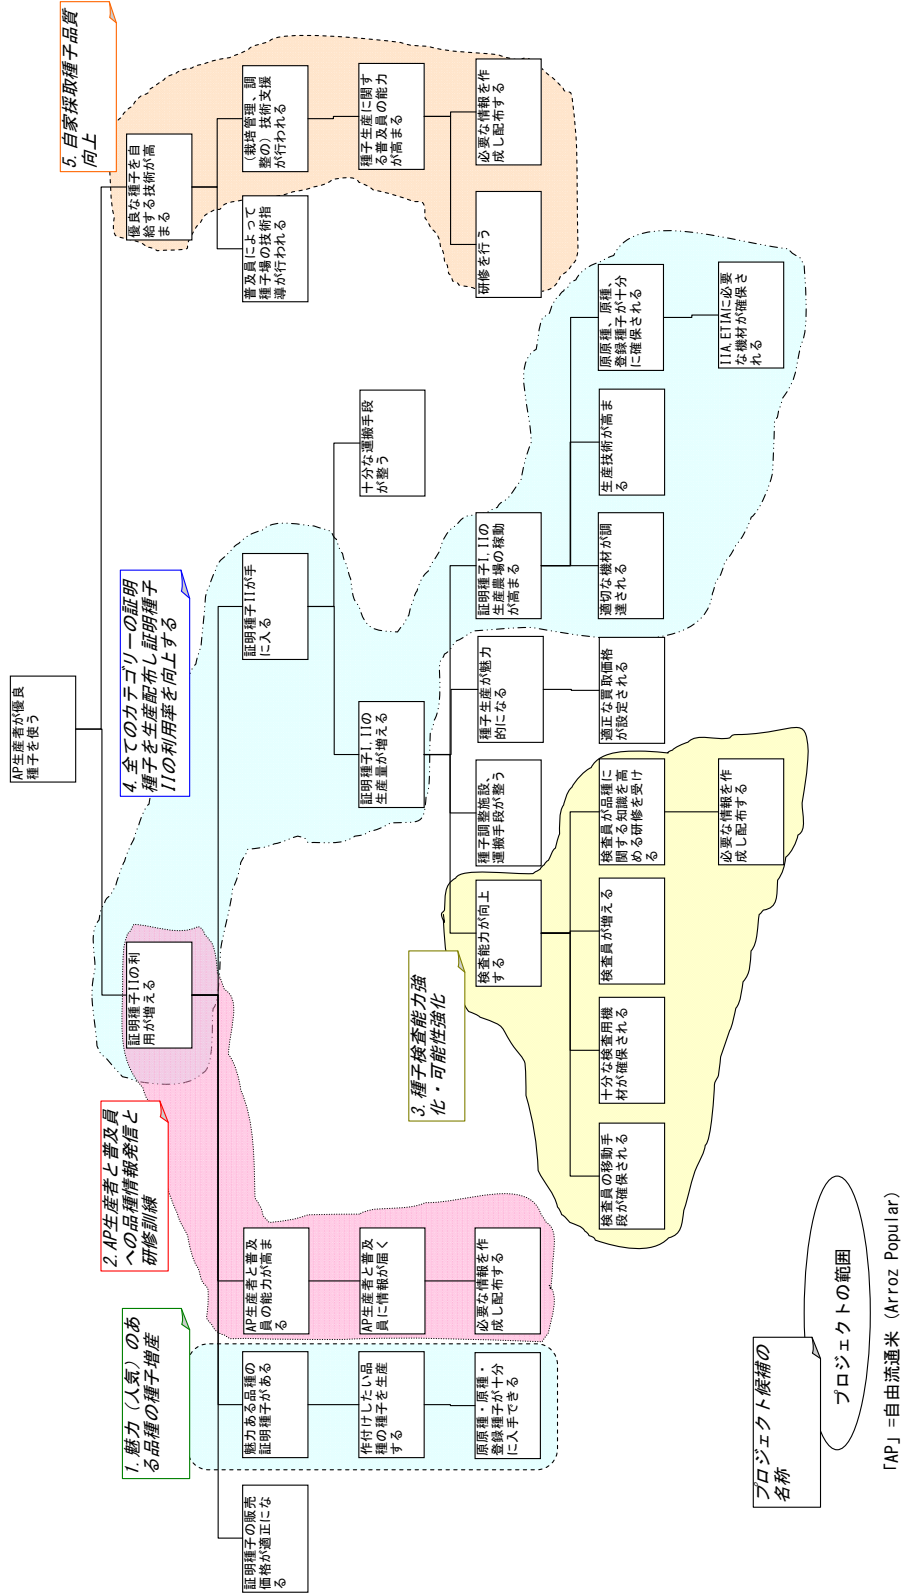 AP生産者が優良
種子を使う
証明種子IIの利
用が増える
優良な種子を自
給する技術が高
まる
5. 自家採取種子品質
向上
4. 全てのカテゴリーの証明
種子を生産配布し証明種子
IIの利用率を向上する
2. AP生産者と普及員
への品種情報発信と
研修訓練
1. 魅力（人気）のあ
る品種の種子増産
証明種子の販売
価格が適正にな
る
魅力ある品種の
証明種子がある
AP生産者と普及
員の能力が高ま
る
証明種子IIが手
に入る
普及員によって
種子場の技術指
導が行われる
（栽培管理、調
整の）技術支援
が行われる
作付けしたい品
種の種子を生産
する
AP生産者と普及
員に情報が届く
証明種子I, IIの
生産量が増える
十分な運搬手段
が整う
種子生産に関す
る普及員の能力
が高まる
3. 種子検査能力強
化・可能性強化
原原種・原種・
登録種子が十分
に入手できる
必要な情報を作
成し配布する
検査能力が向上
する
種子調整施設、
運搬手段が整う
種子生産が魅力
的になる
証明種子I, IIの
生産農場の稼動
が高まる
研修を行う
必要な情報を作
成し配布する
検査員の移動手
段が確保される
十分な検査用機
材が確保される
検査員が増える
検査員が品種に
関する知識を高
める研修を受け
る
適正な買取価格
が設定される
適切な機材が調
達される
生産技術が高ま
る
原原種、原種、
登録種子が十分
に確保される
必要な情報を作
成し配布する
IIA, ETIAに必要
な機材が確保さ
れる
プロジェクト候補の
名称
プロジェクトの範囲
「AP」=自由流通米（Arroz Popular）